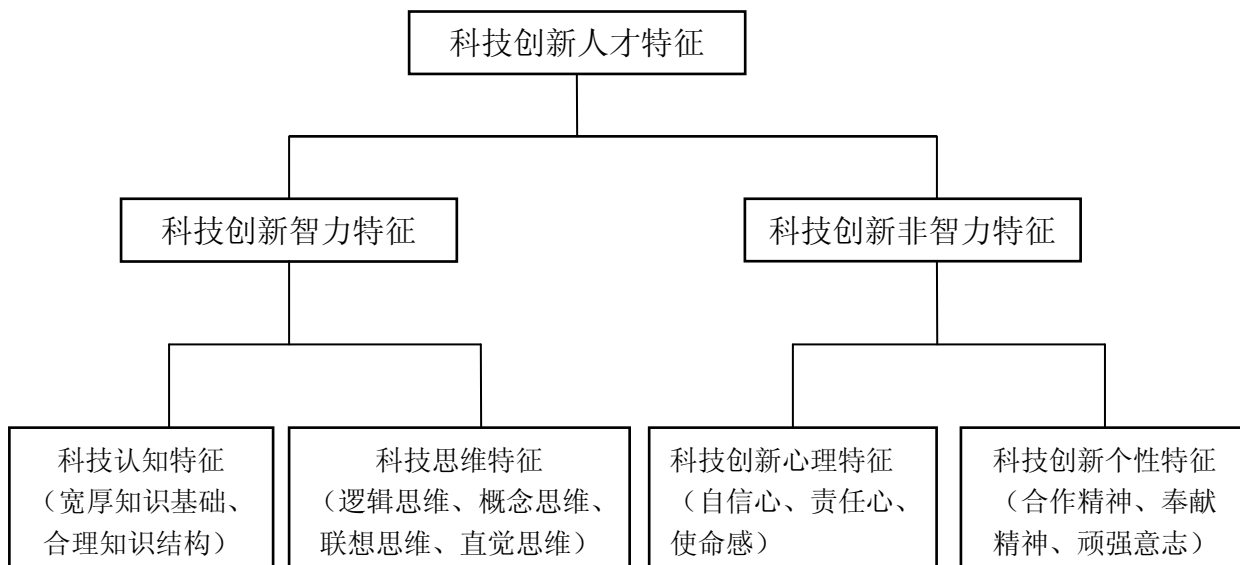 科技创新人才特征
科技创新智力特征
科技创新非智力特征
科技认知特征
（宽厚知识基础、
合理知识结构）
科技思维特征
（逻辑思维、概念思维、
联想思维、直觉思维）
科技创新心理特征
（自信心、责任心、
使命感）
科技创新个性特征
（合作精神、奉献
精神、顽强意志）